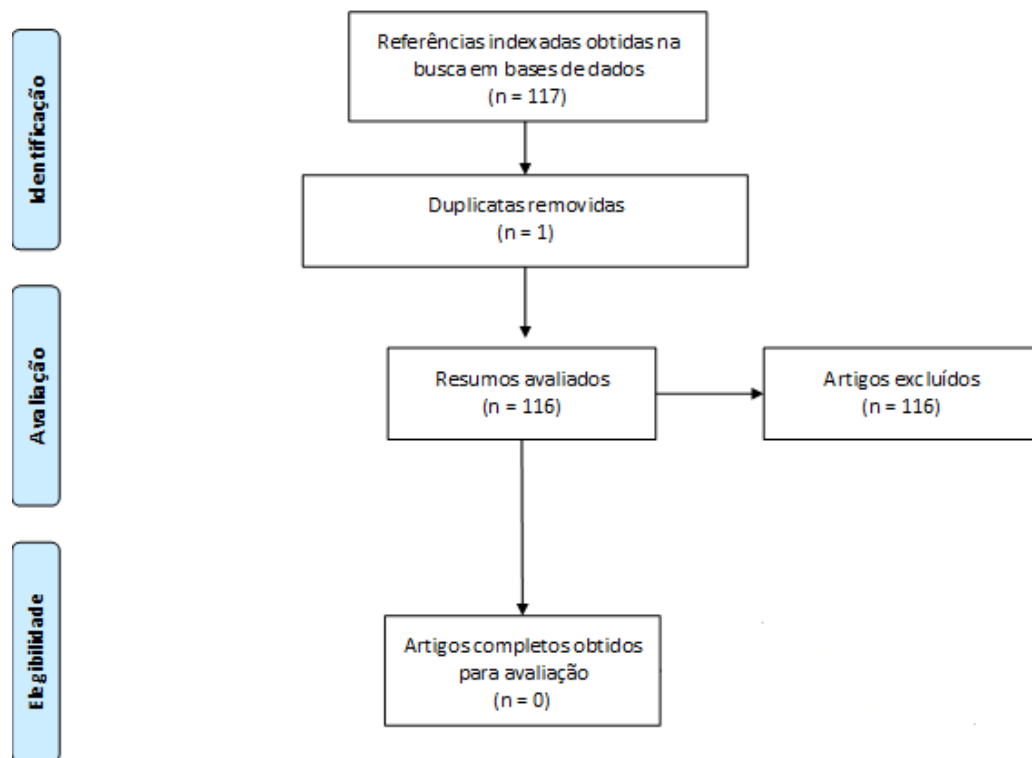 Identificação
Referências indexadas obtidas na
busca em bases de dados
(n = 117)
Duplicatas removidas
(n = 1)
Avaliação
Resumos avaliados
(n = 116)
Artigos excluídos
(n = 116)
Elegibilidade
Artigos completos obtidos
para avaliação
(n = 0)